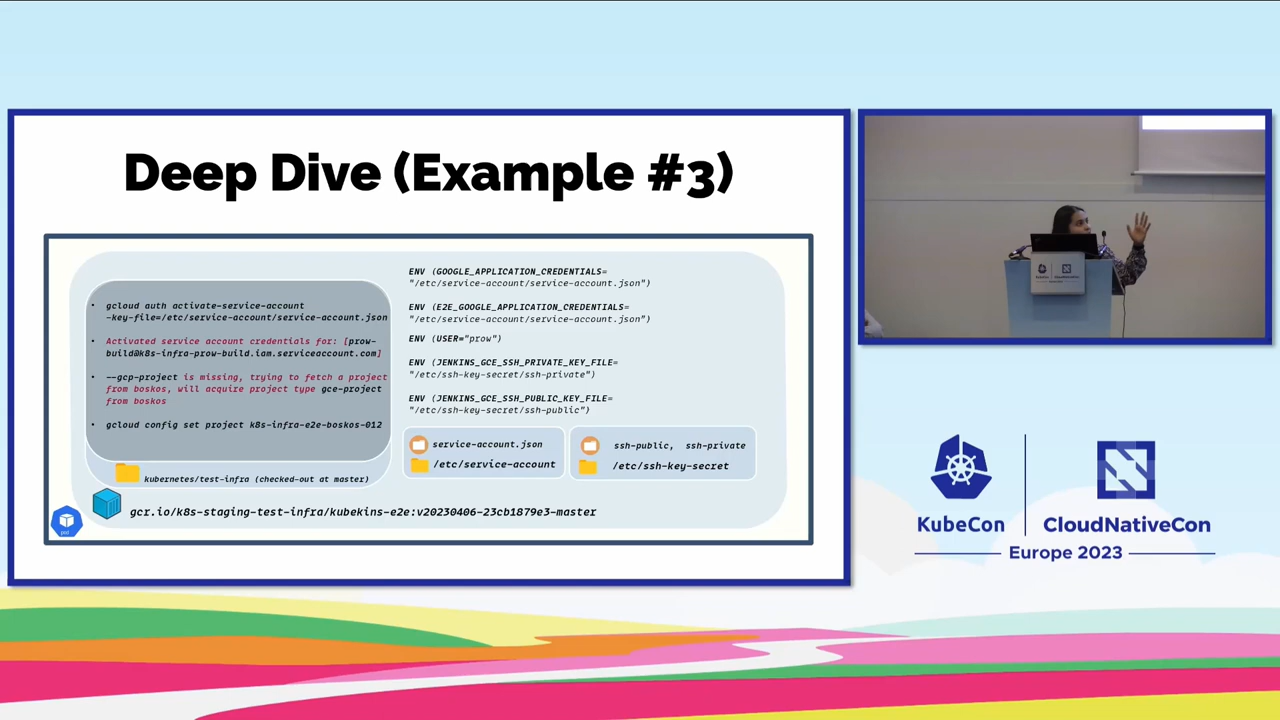 Deep Dive (Example #3)
• gcloud auth activate-service-account
-key-file=/etc/service-account/service-account.json
• Activated service account credentials for: [prow-
build@k8s-infra-prow-build.iam.serviceaccount.com]
• --gcp-project is missing, trying to fetch a project
from boskos, will acquire project type gce-project
from boskos
• gcloud config set project k8s-infra-e2e-boskos-012
kubernetes/test-infra (checked-out at master)
ENV (GOOGLE_APPLICATION_CREDENTIALS=
"/etc/service-account/service-account.json")
ENV (E2E_GOOGLE_APPLICATION_CREDENTIALS=
"/etc/service-account/service-account.json")
ENV (USER="prow")
ENV (JENKINS_GCE_SSH_PRIVATE_KEY_FILE=
"/etc/ssh-key-secret/ssh-private")
ENV (JENKINS_GCE_SSH_PUBLIC_KEY_FILE=
"/etc/ssh-key-secret/ssh-public")
service-account.json
/etc/service-account
ssh-public, ssh-private
/etc/ssh-key-secret
gcr.io/k8s-staging-test-infra/kubekins-e2e:v20230406-23cb1879e3-master
pod
KubeCon
CloudNativeCon
Europe 2023